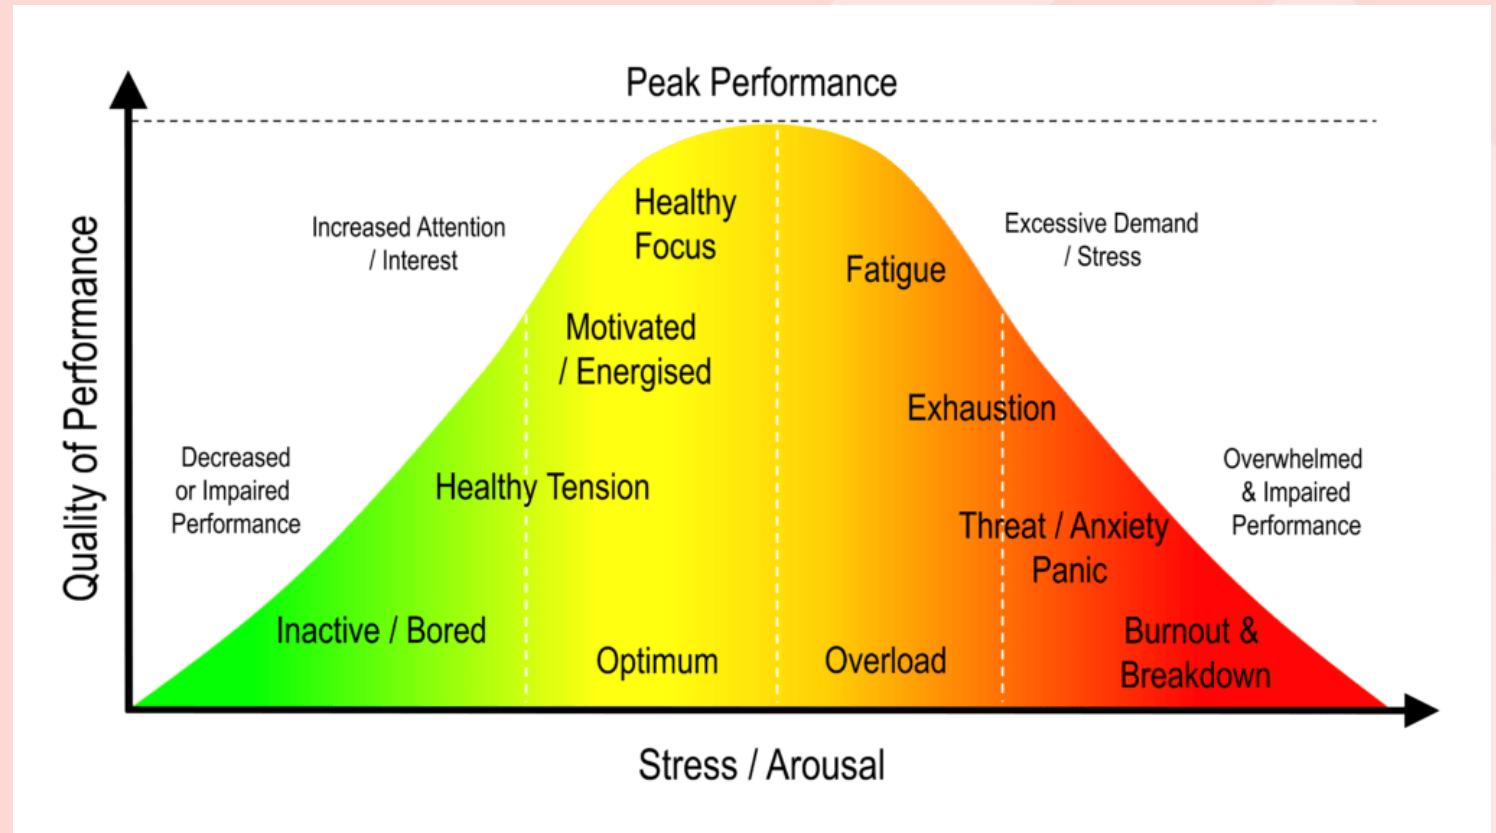 Peak Performance
Quality of Performance
Increased Attention
/ Interest
Healthy
Focus
Fatigue
Excessive Demand
/ Stress
Motivated
/ Energised
Exhaustion
Decreased
or Impaired
Performance
Healthy Tension
Threat / Anxiety
Panic
Overwhelmed
& Impaired
Performance
Inactive / Bored
Optimum
Overload
Burnout &
Breakdown
Stress / Arousal